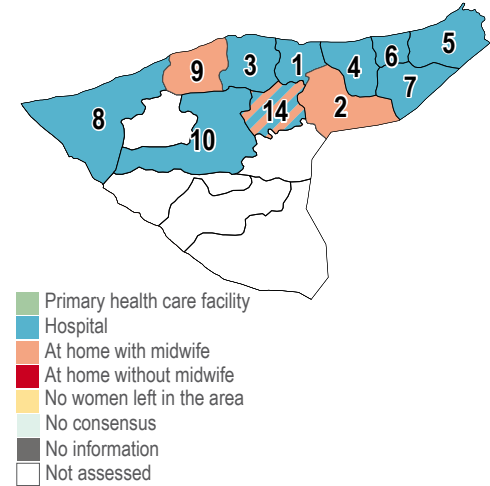 5
6
1
3
4
9
7
2
14
8
10
Primary health care facility
Hospital
At home with midwife
At home without midwife
No women left in the area
No consensus
No information
Not assessed